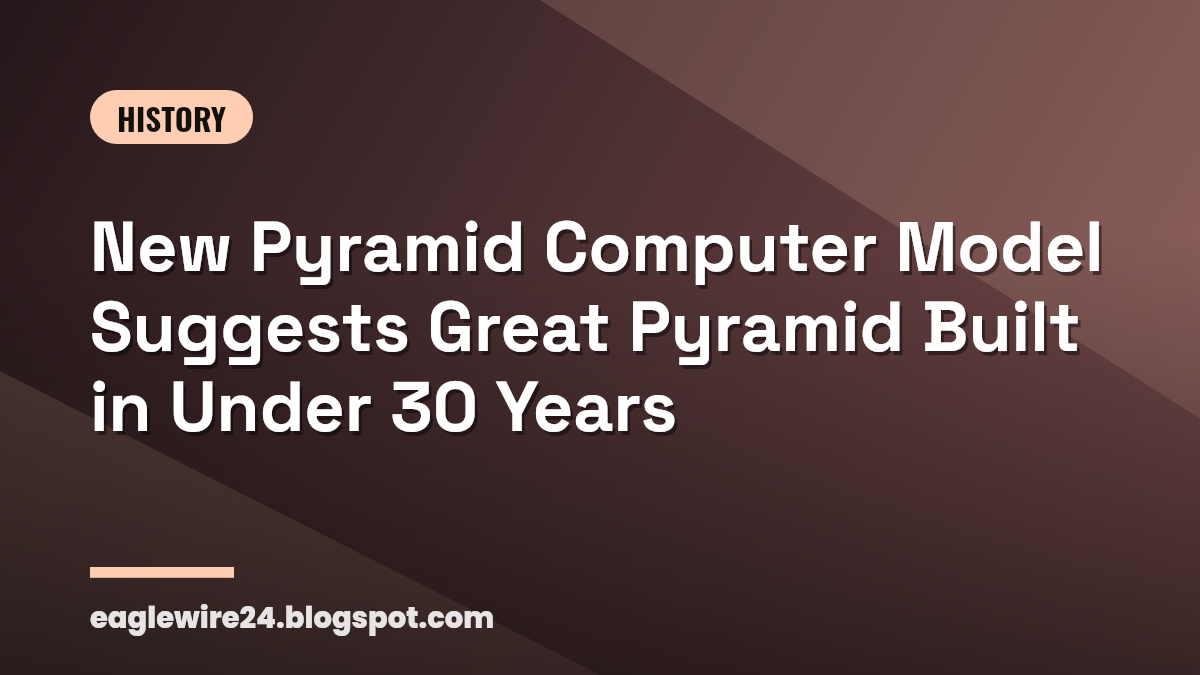 HISTORY
New Pyramid Computer Model
Suggests Great Pyramid Built
in Under 30 Years
eaglewire24.blogspot.com